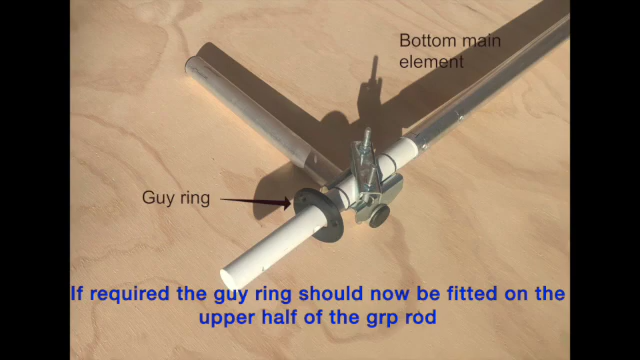 Bottom main
element
Guy ring
If required the guy ring should now be fitted on the
upper half of the grp rod